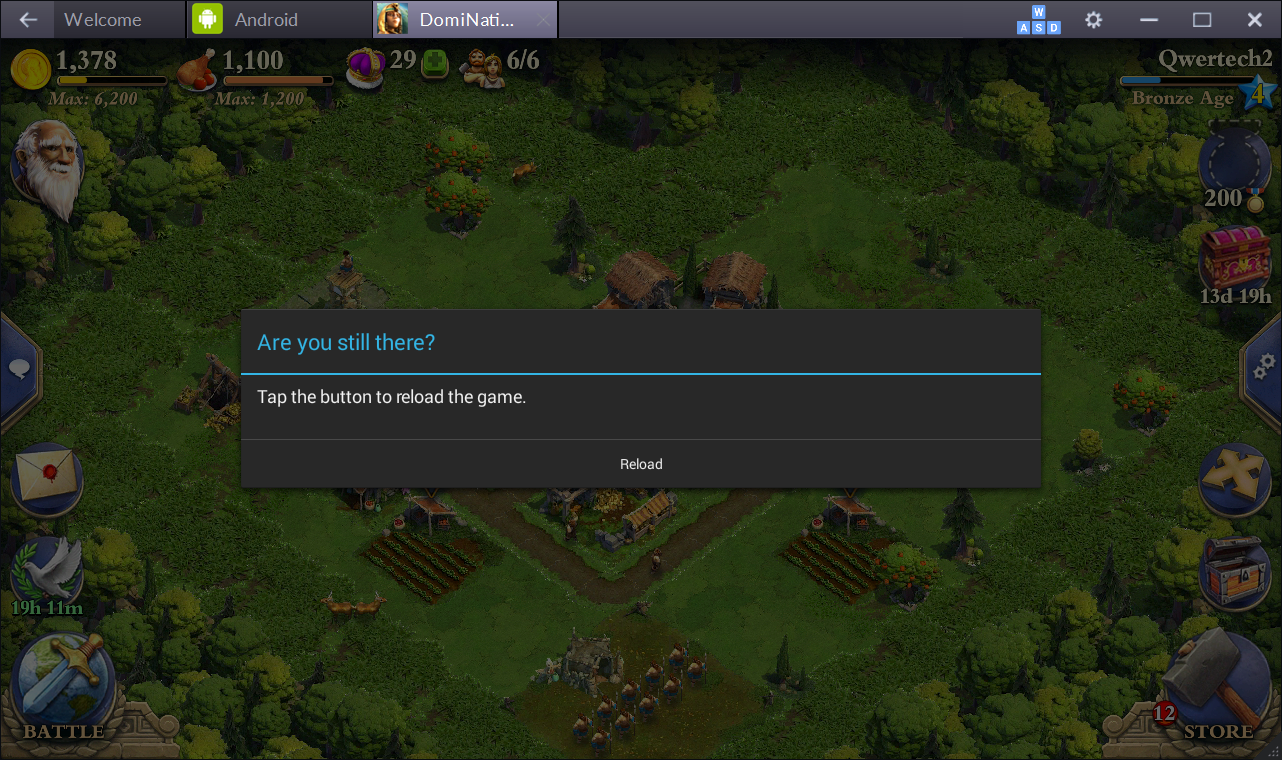 Welcome
Android
DomiNati...
W
A S D
1,378
Max: 6,200
1,100
Max: 1,200
29
6/6
Qwertech2
Bronze Age
4
200
13d 19h
Are you still there?
Tap the button to reload the game.
Reload
19h 11m
BATTLE
12
STORE